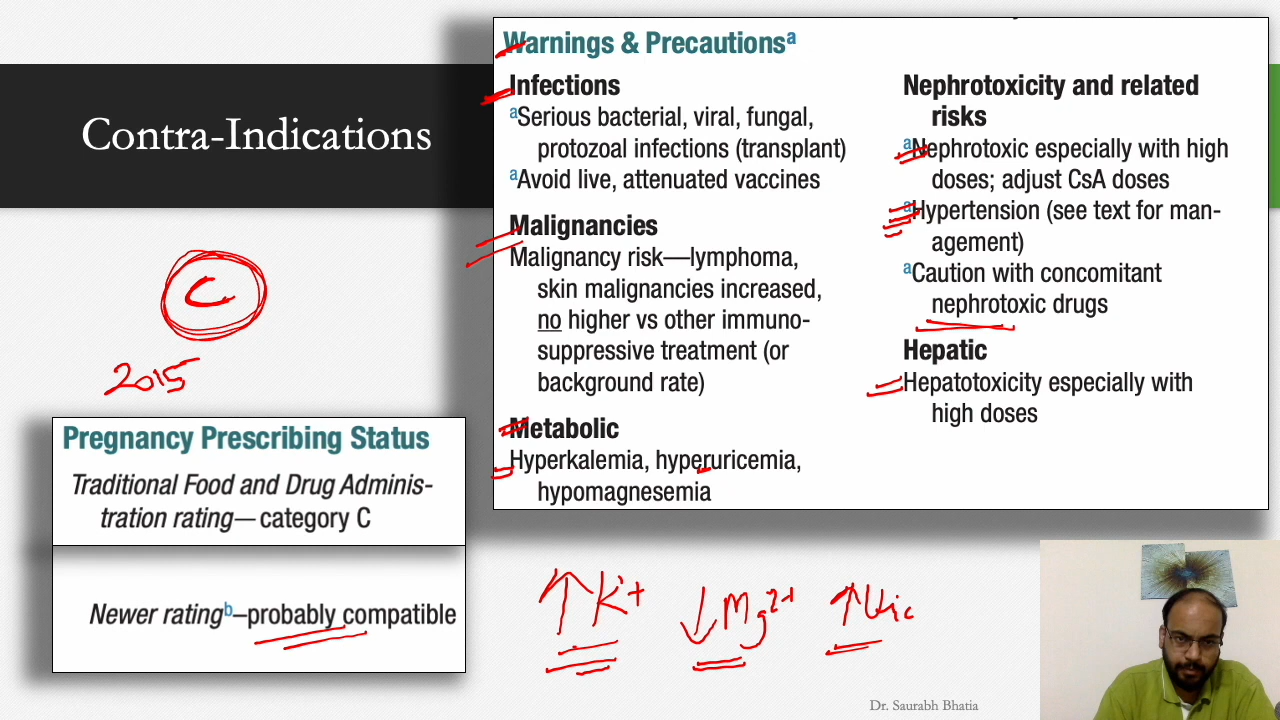 Contra-Indications
C
2015
Pregnancy Prescribing Status
Traditional Food and Drug Adminis-
tration rating—category C
Newer ratingᵇ–probably compatible
Warnings & Precautionsᵃ
Infections
ᵃSerious bacterial, viral, fungal,
protozoal infections (transplant)
ᵃAvoid live, attenuated vaccines
Malignancies
Malignancy risk—lymphoma,
skin malignancies increased,
no higher vs other immuno-
suppressive treatment (or
background rate)
Metabolic
Hyperkalemia, hyperuricemia,
hypomagnesemia
Nephrotoxicity and related
risks
ᵃNephrotoxic especially with high
doses; adjust CsA doses
ᵃHypertension (see text for man-
agement)
ᵃCaution with concomitant
nephrotoxic drugs
Hepatic
Hepatotoxicity especially with
high doses
↑K+ ↓Mg2+ ↑Uric
Dr. Saurabh Bhatia